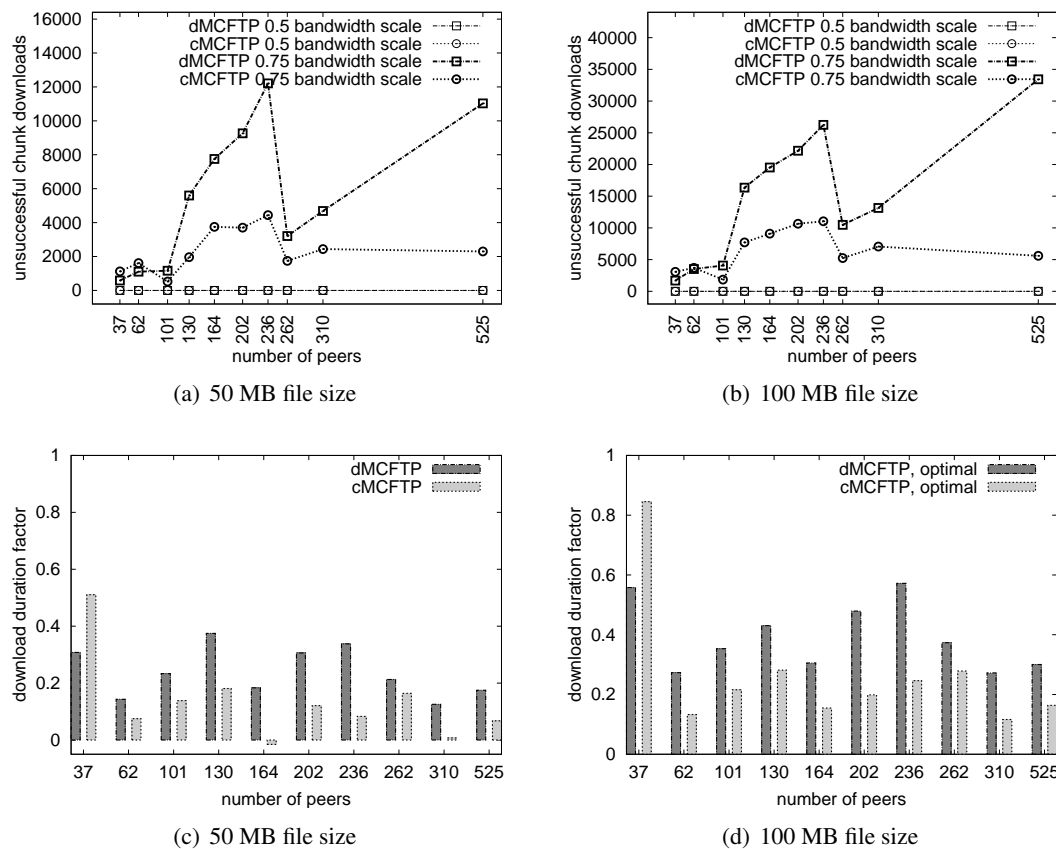 dMCFTP 0.5 bandwidth scale
cMCFTP 0.5 bandwidth scale
dMCFTP 0.75 bandwidth scale
cMCFTP 0.75 bandwidth scale
16000
14000
12000
10000
8000
6000
4000
2000
0
unsuccessful chunk downloads
37
62
101
130
164
202
236
262
310
525
number of peers
(a) 50 MB file size
dMCFTP 0.5 bandwidth scale
cMCFTP 0.5 bandwidth scale
dMCFTP 0.75 bandwidth scale
cMCFTP 0.75 bandwidth scale
40000
35000
30000
25000
20000
15000
10000
5000
0
unsuccessful chunk downloads
37
62
101
130
164
202
236
262
310
525
number of peers
(b) 100 MB file size
dMCFTP
cMCFTP
1
0.8
0.6
0.4
0.2
0
download duration factor
37 62 101 130 164 202 236 262 310 525
number of peers
(c) 50 MB file size
dMCFTP, optimal
cMCFTP, optimal
1
0.8
0.6
0.4
0.2
0
download duration factor
37 62 101 130 164 202 236 262 310 525
number of peers
(d) 100 MB file size